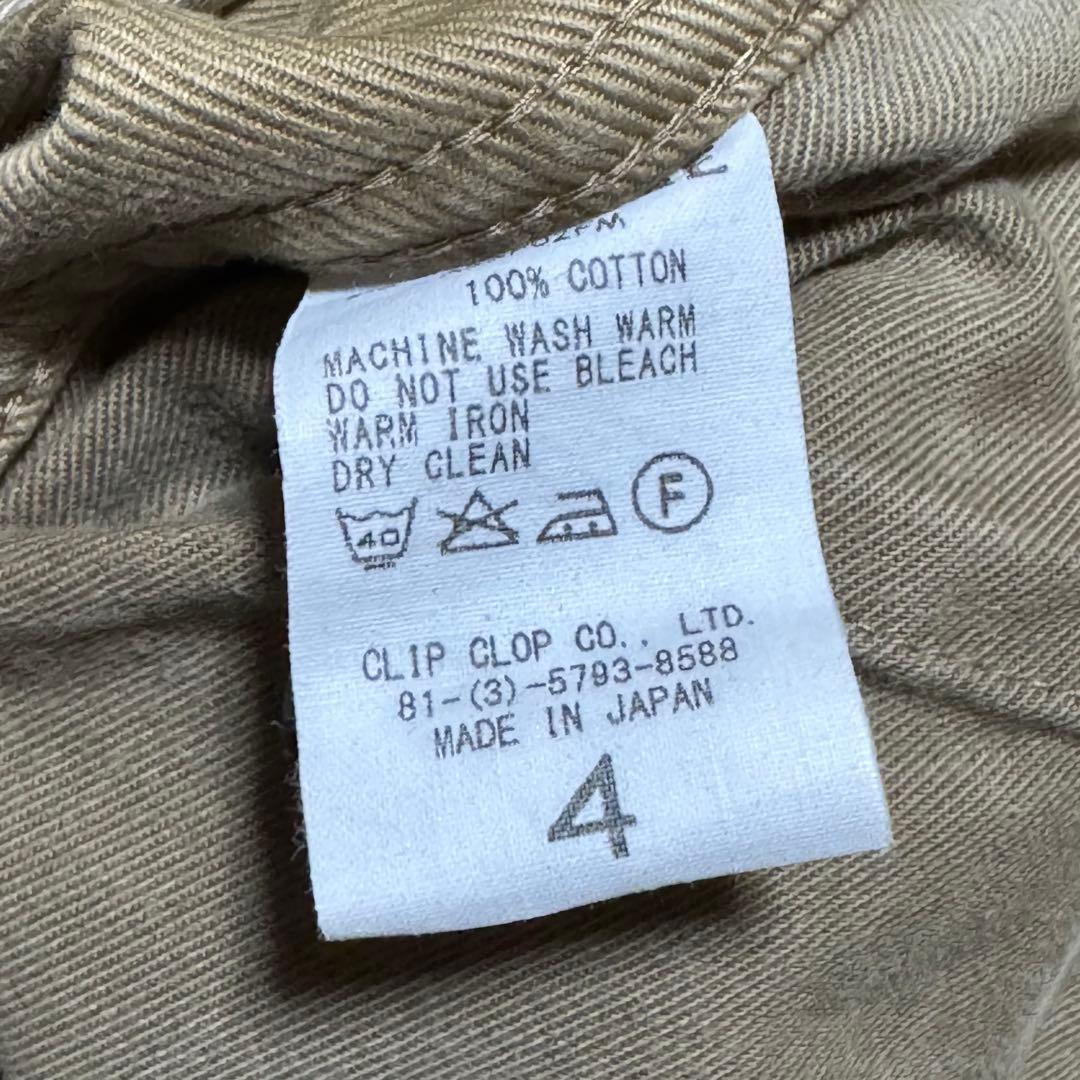 100% COTTON
MACHINE WASH WARM
DO NOT USE BLEACH
WARM IRON
DRY CLEAN
40
F
CLIP CLOP CO., LTD.
81-(3)-5793-8588
MADE IN JAPAN
4